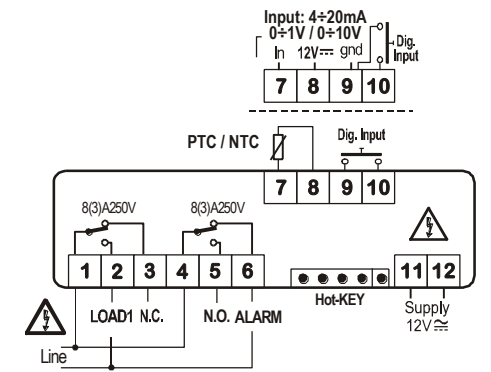 Input: 4÷20mA
0÷1V / 0÷10V
In 12V⎓ gnd
Dig. Input
7 8 9 10
PTC / NTC
Dig. Input
7 8 9 10
8(3)A250V 8(3)A250V
1 2 3 4 5 6
11 12
LOAD1 N.C. N.O. ALARM
Hot-KEY
Supply
12V≂
Line